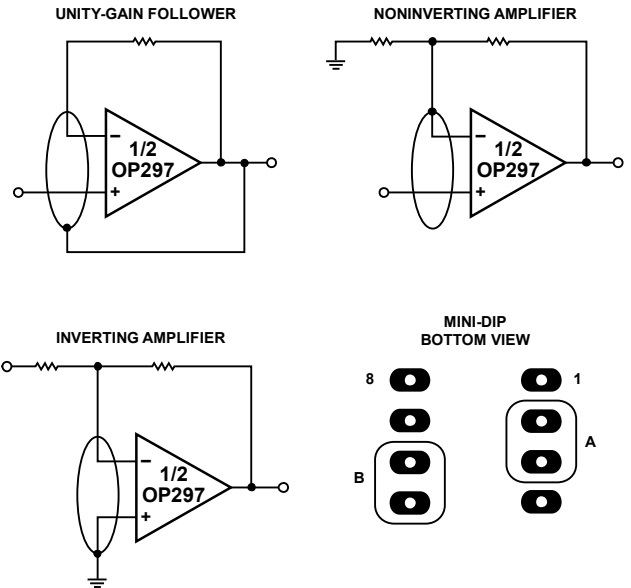 UNITY-GAIN FOLLOWER
−
1/2
OP297
+
NONINVERTING AMPLIFIER
−
1/2
OP297
+
INVERTING AMPLIFIER
−
1/2
OP297
+
MINI-DIP
BOTTOM VIEW
8
1
A
B